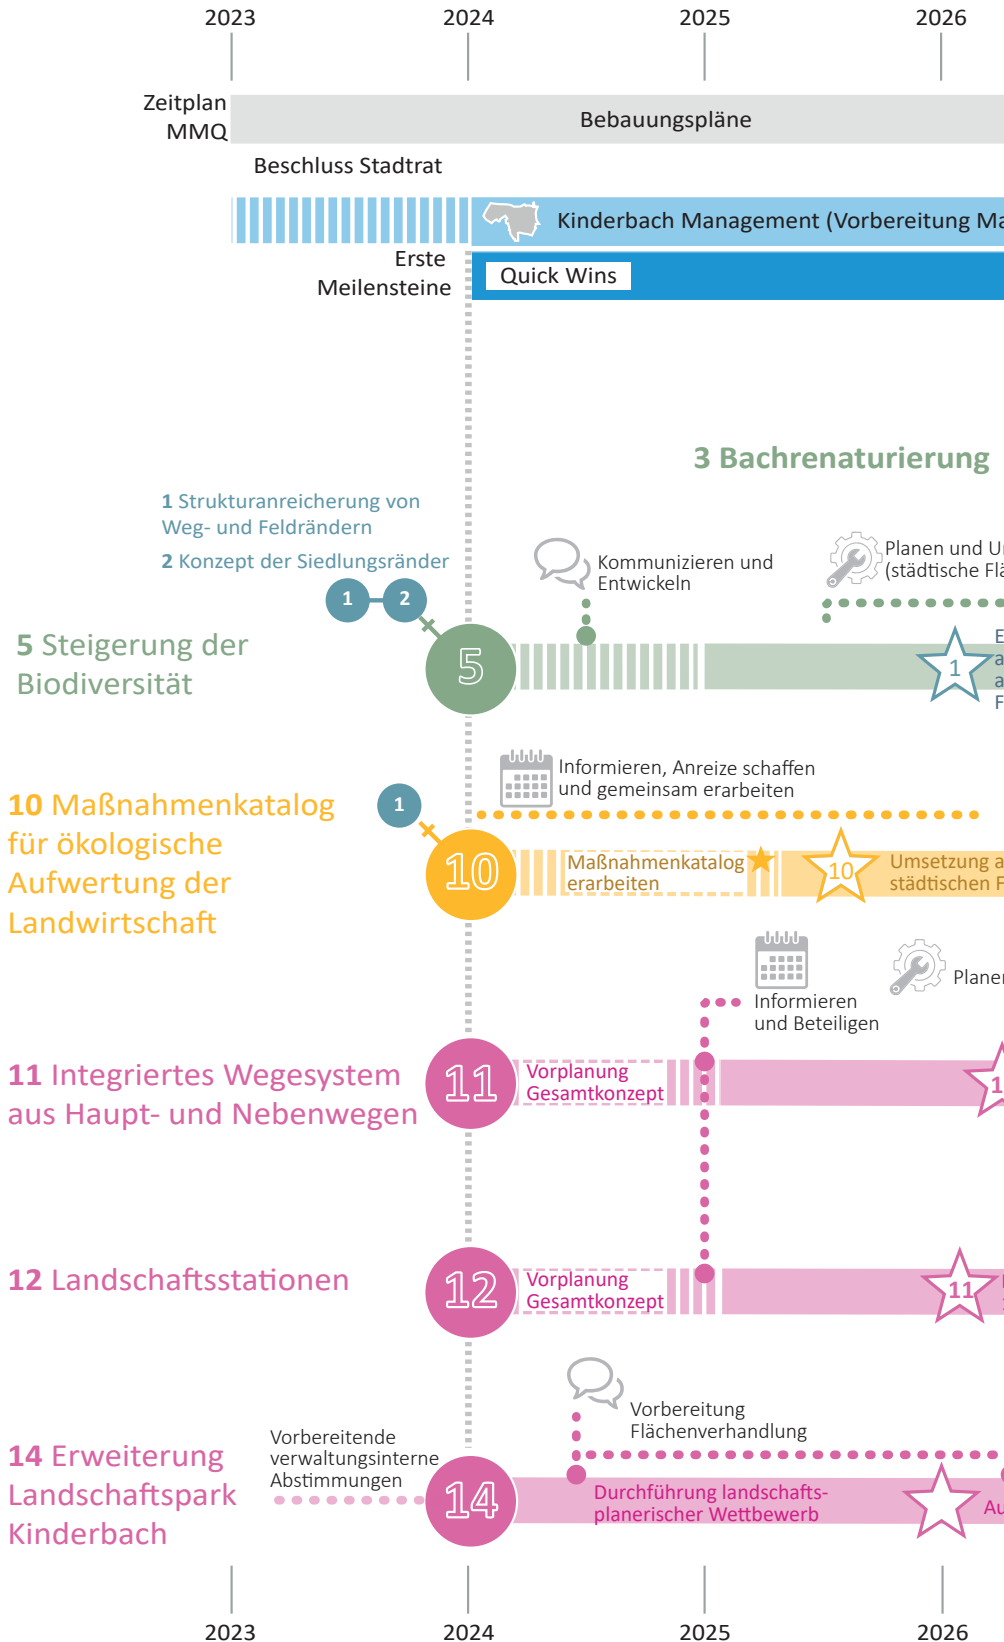 2023
2024
2025
2026
Zeitplan
MMQ
Bebauungspläne
Beschluss Stadtrat
Kinderbach Management (Vorbereitung
Erste
Meilensteine
Quick Wins
3 Bachrenaturierung
1 Strukturanreicherung von
Weg- und Feldrändern
2 Konzept der Siedlungsränder
1
2
Kommunizieren und
Entwickeln
Planen und
(städtische
5 Steigerung der
Biodiversität
5
1
10 Maßnahmenkatalog
für ökologische
Aufwertung der
Landwirtschaft
1
10
Informieren, Anreize schaffen
und gemeinsam erarbeiten
Maßnahmenkatalog
erarbeiten
10
Umsetzung
städtischen
Informieren
und Beteiligen
11 Integriertes Wegesystem
aus Haupt- und Nebenwegen
11
Vorplanung
Gesamtkonzept
12 Landschaftsstationen
12
Vorplanung
Gesamtkonzept
11
14 Erweiterung
Landschaftspark
Kinderbach
Vorbereitende
verwaltungsinterne
Abstimmungen
14
Vorbereitung
Flächenverhandlung
Durchführung landschafts-
planerischer Wettbewerb
2023
2024
2025
2026